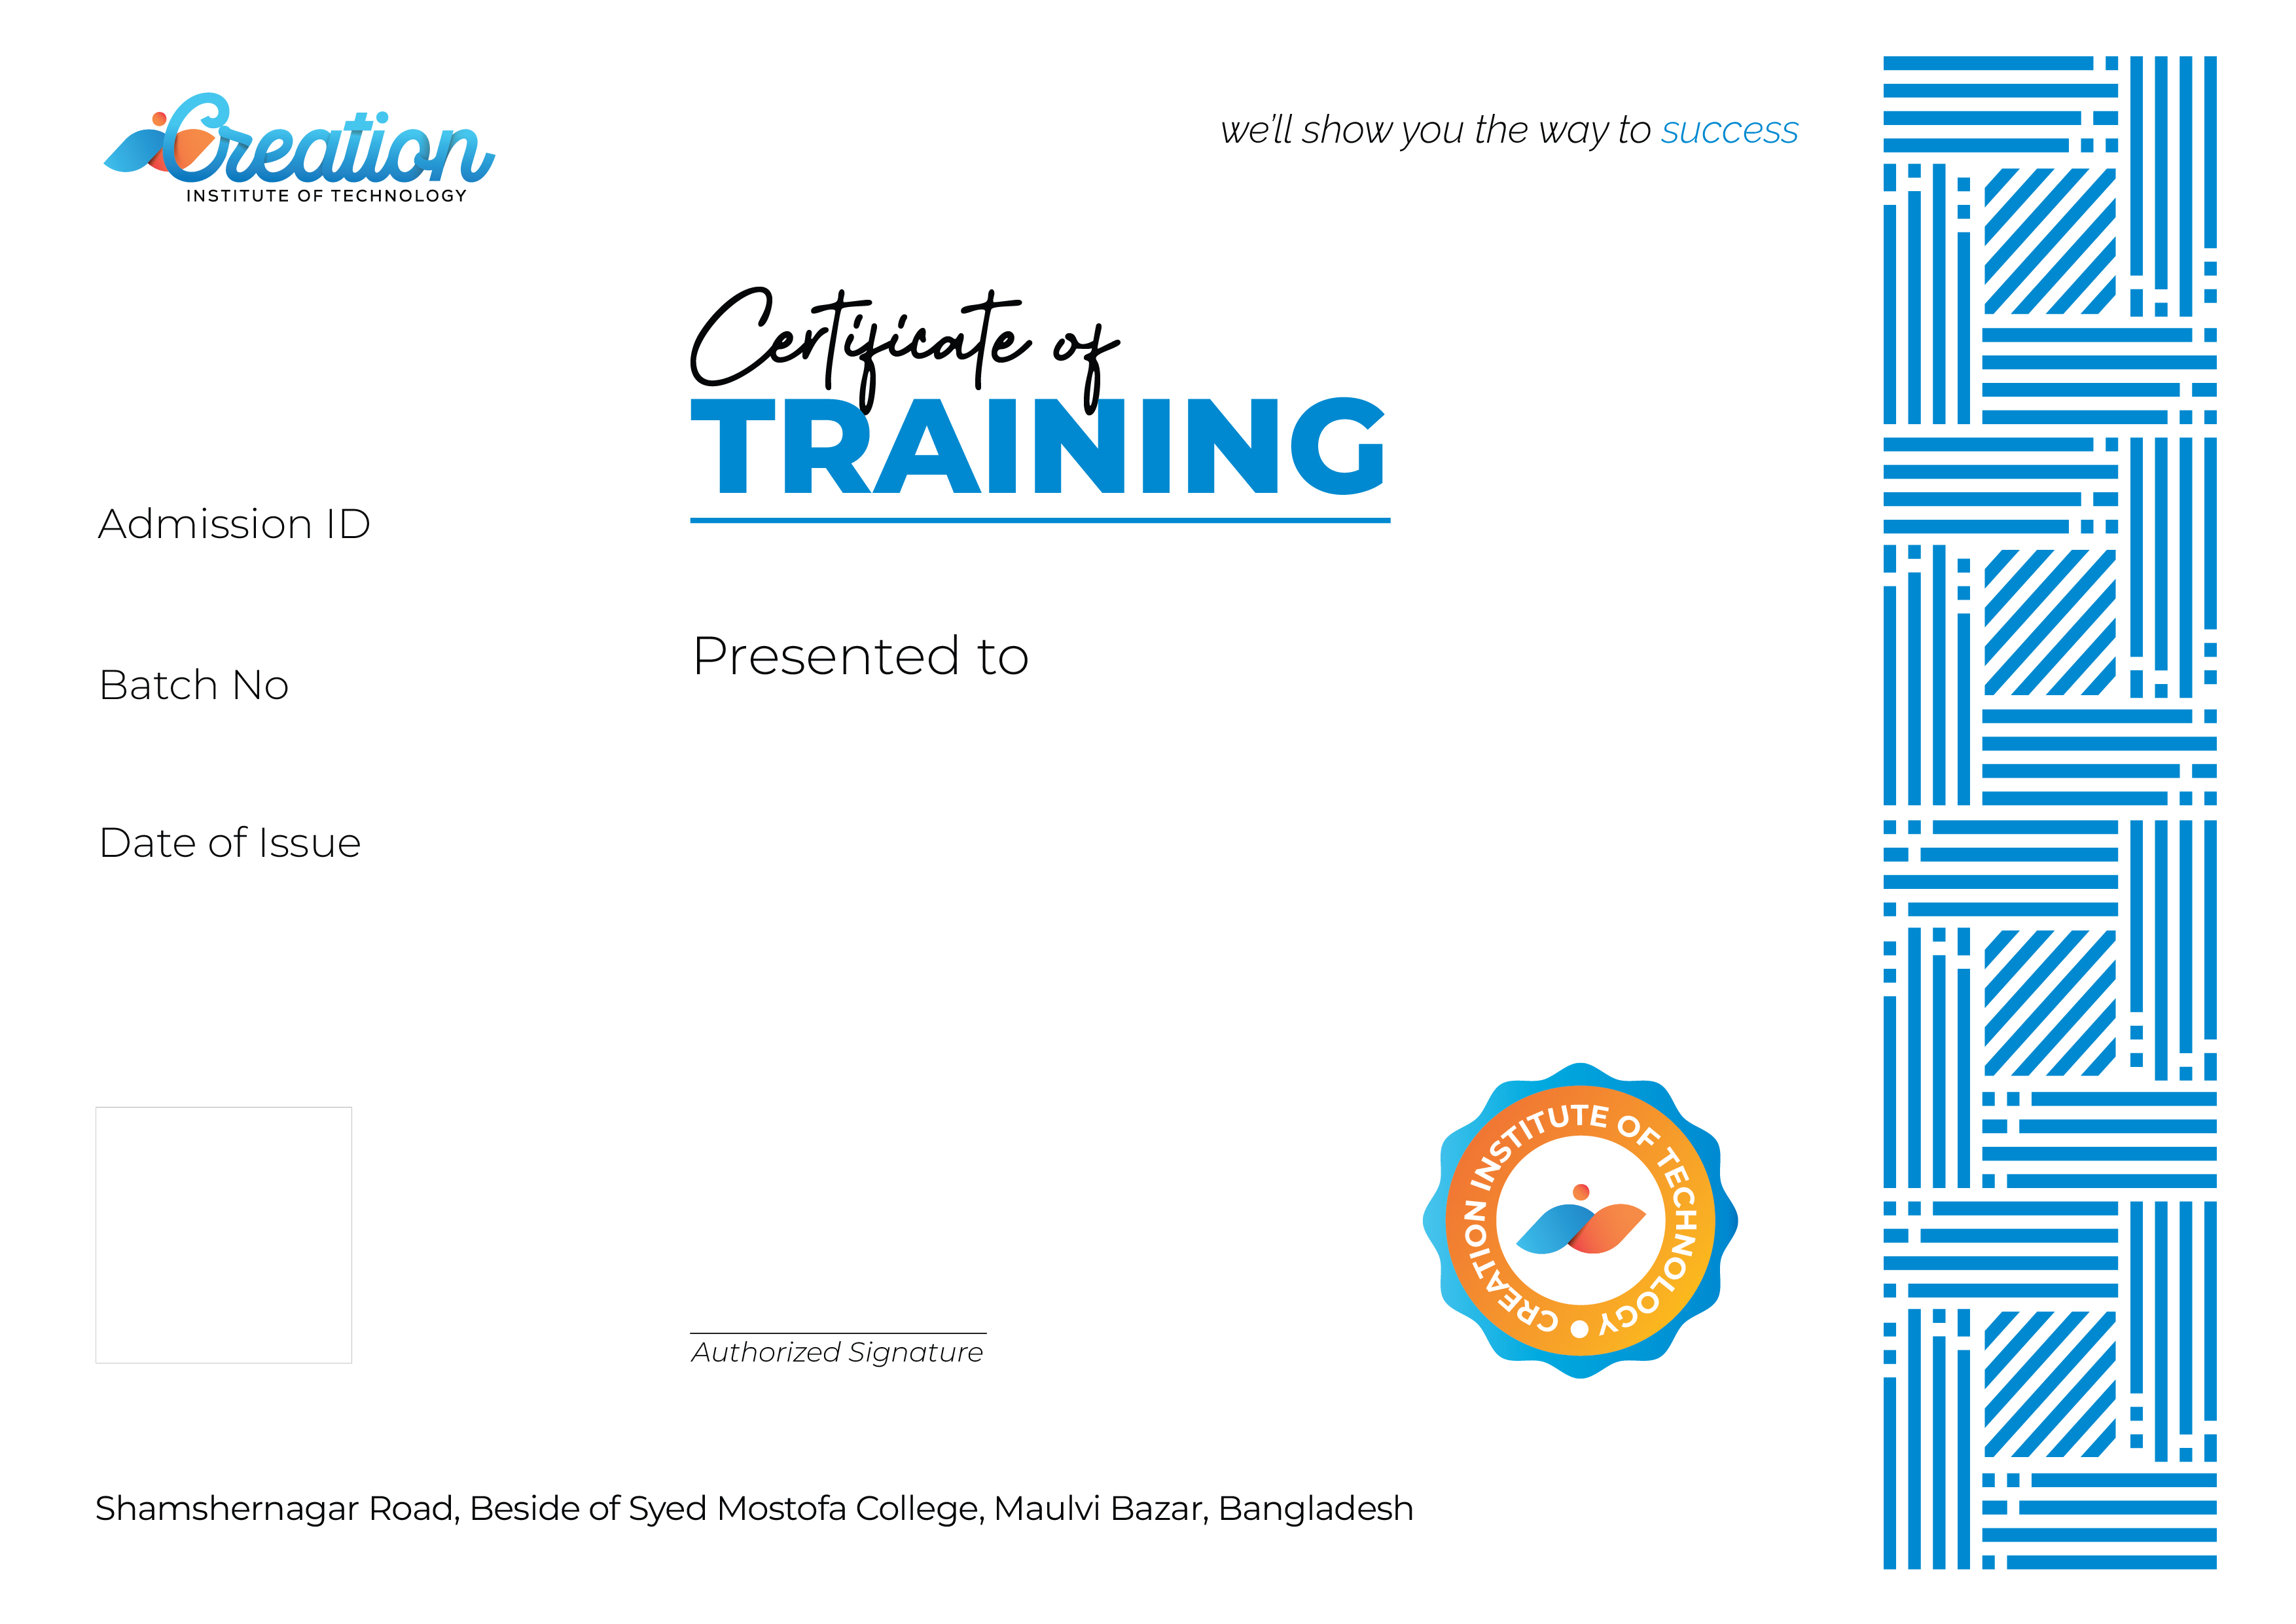 Creation
INSTITUTE OF TECHNOLOGY
we'll show you the way to success
Certificate of
TRAINING
Admission ID
Presented to
Batch No
Date of Issue
CREATION INSTITUTE OF TECHNOLOGY
Authorized Signature
Shamshernagar Road, Beside of Syed Mostofa College, Maulvi Bazar, Bangladesh